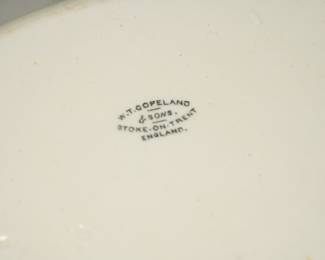 W.T. COPELAND
& SONS.
STOKE-ON-TRENT
ENGLAND.